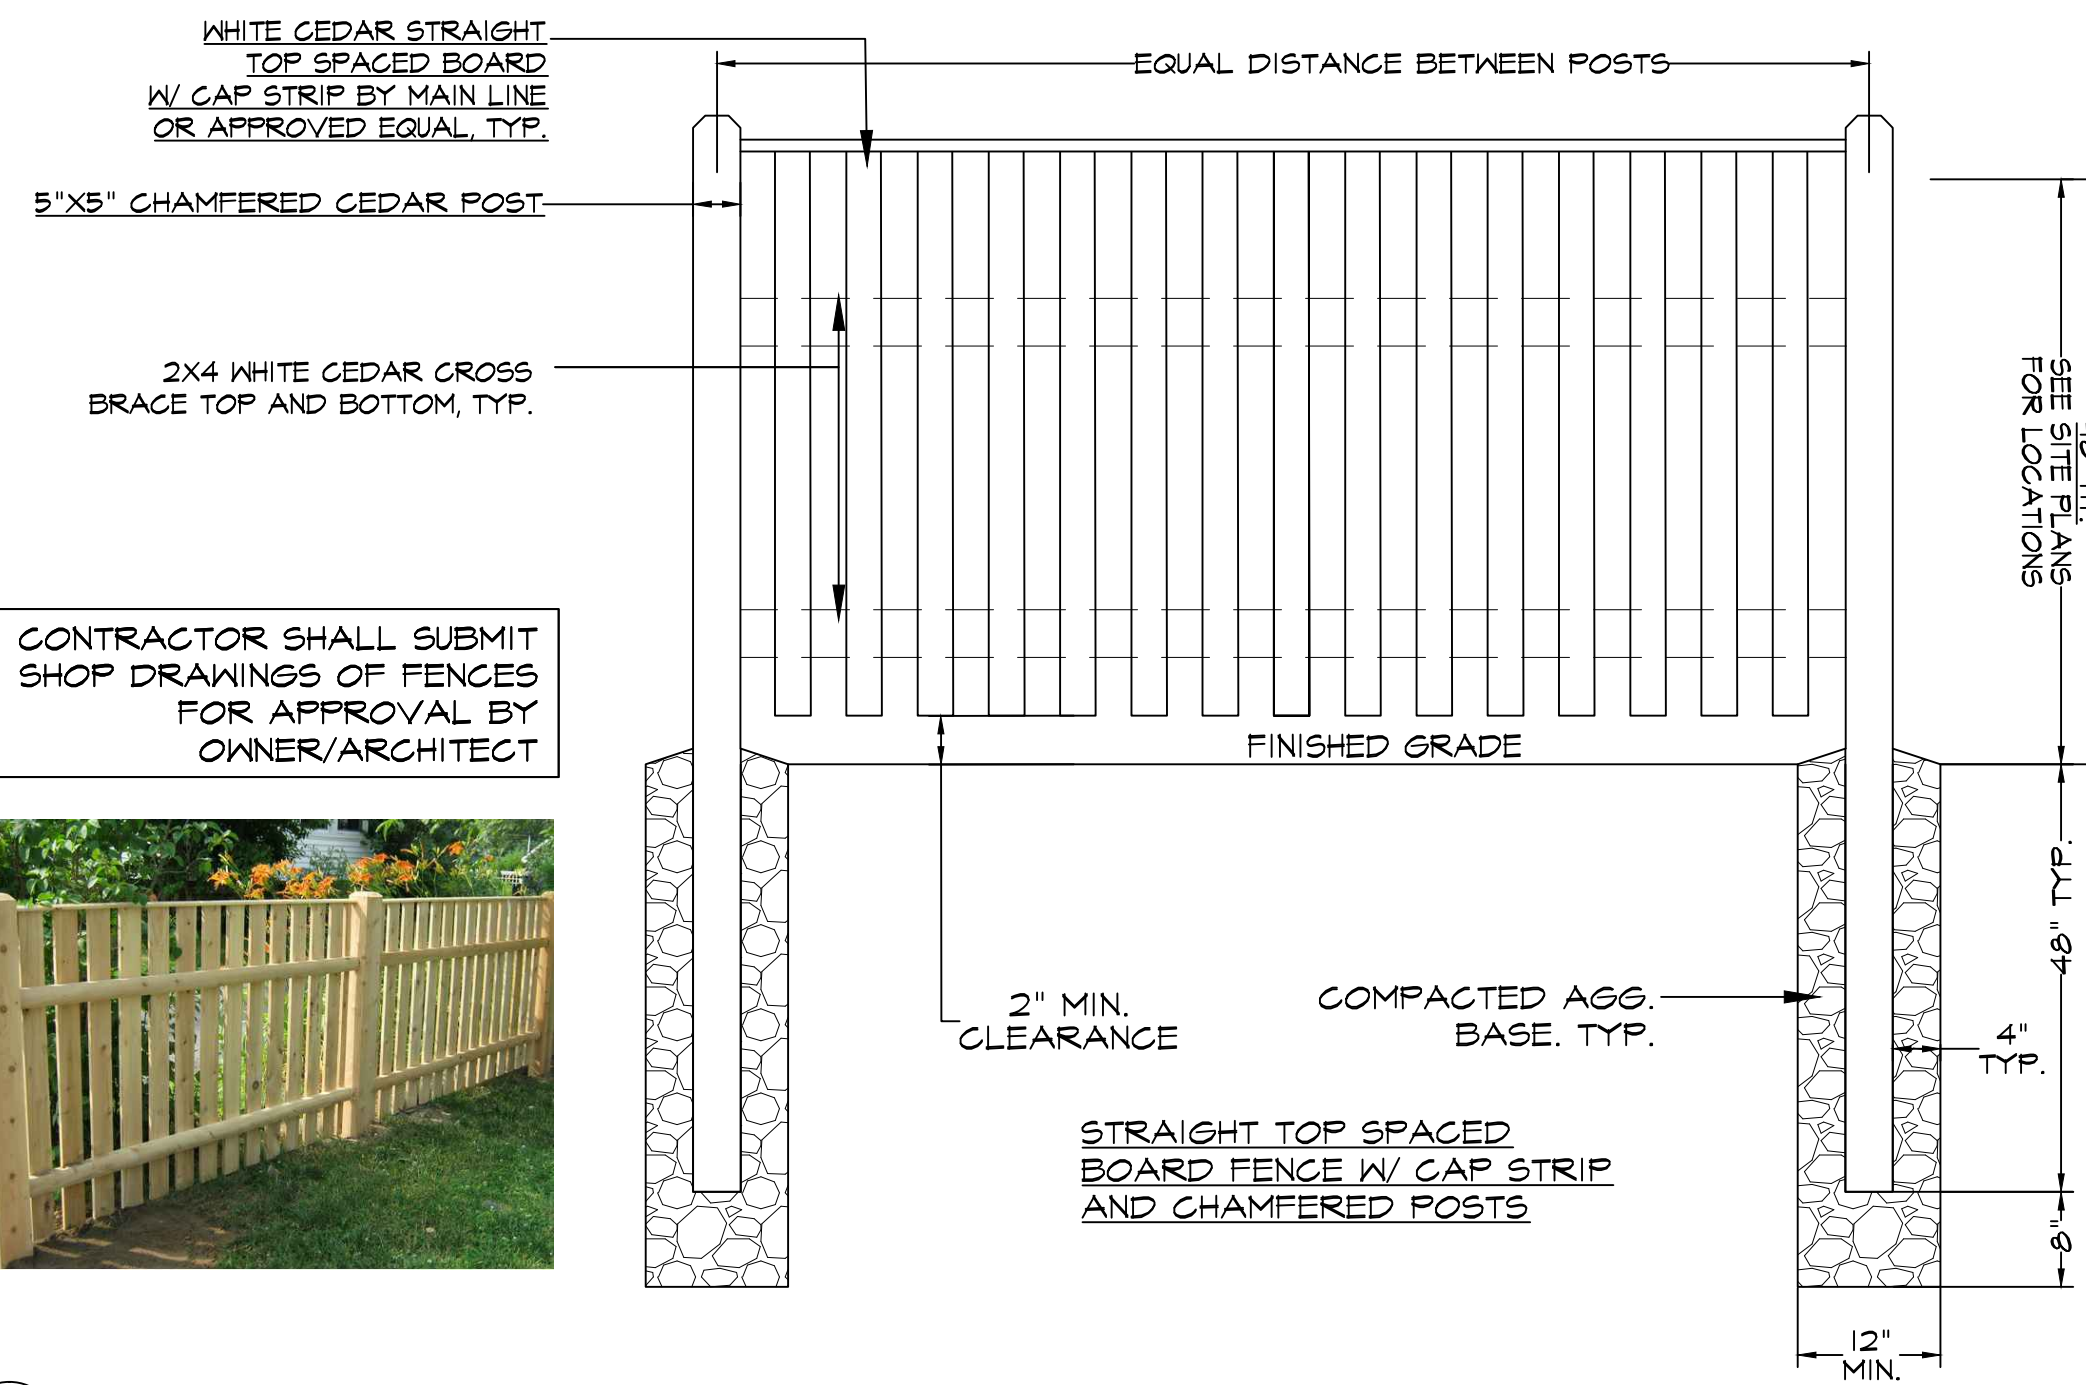 WHITE CEDAR STRAIGHT
TOP SPACED BOARD
W/ CAP STRIP BY MAIN LINE
OR APPROVED EQUAL, TYP.
EQUAL DISTANCE BETWEEN POSTS
5"X5" CHAMFERED CEDAR POST
2X4 WHITE CEDAR CROSS
BRACE TOP AND BOTTOM, TYP.
SEE SITE PLANS
FOR LOCATIONS
CONTRACTOR SHALL SUBMIT
SHOP DRAWINGS OF FENCES
FOR APPROVAL BY
OWNER/ARCHITECT
FINISHED GRADE
48" TYP.
2" MIN.
CLEARANCE
COMPACTED AGG.
BASE. TYP.
4"
TYP.
STRAIGHT TOP SPACED
BOARD FENCE W/ CAP STRIP
AND CHAMFERED POSTS
8"
12"
MIN.